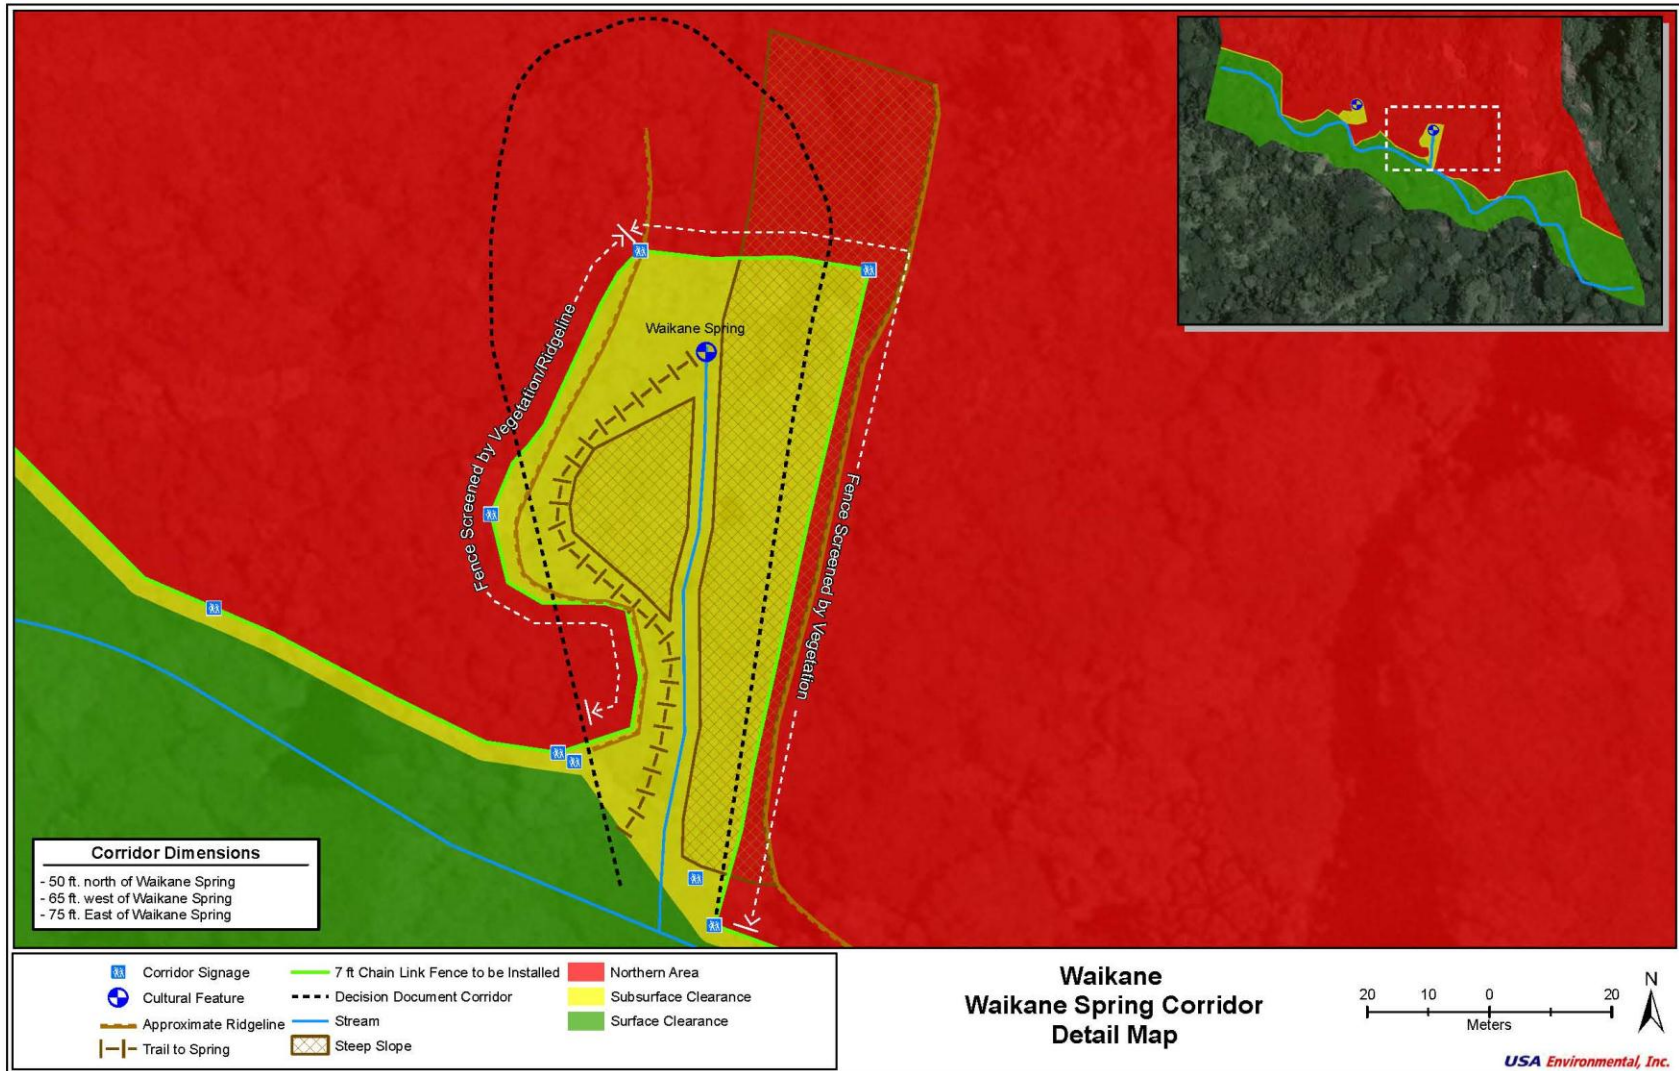 Waikane Spring
Fence Screened by Vegetation/Ridgeline
Fence Screened by Vegetation
Corridor Dimensions
- 50 ft. north of Waikane Spring
- 65 ft. west of Waikane Spring
- 75 ft. East of Waikane Spring
Corridor Signage
Cultural Feature
Approximate Ridgeline
Trail to Spring
7 ft Chain Link Fence to be Installed
Decision Document Corridor
Stream
Steep Slope
Northern Area
Subsurface Clearance
Surface Clearance
Waikane
Waikane Spring Corridor
Detail Map
20 10 0 20
Meters
N
USA Environmental, Inc.